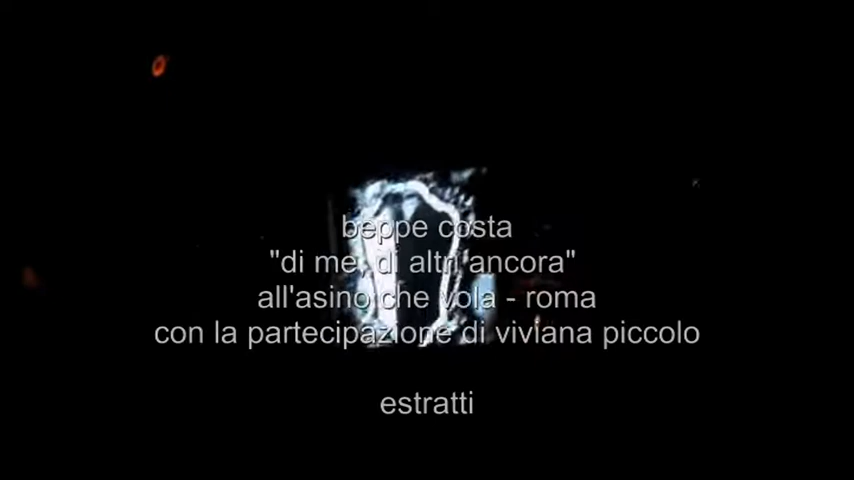 beppe costa
"di me, di altri ancora"
all'asino che vola - roma
con la partecipazione di viviana piccolo
estratti